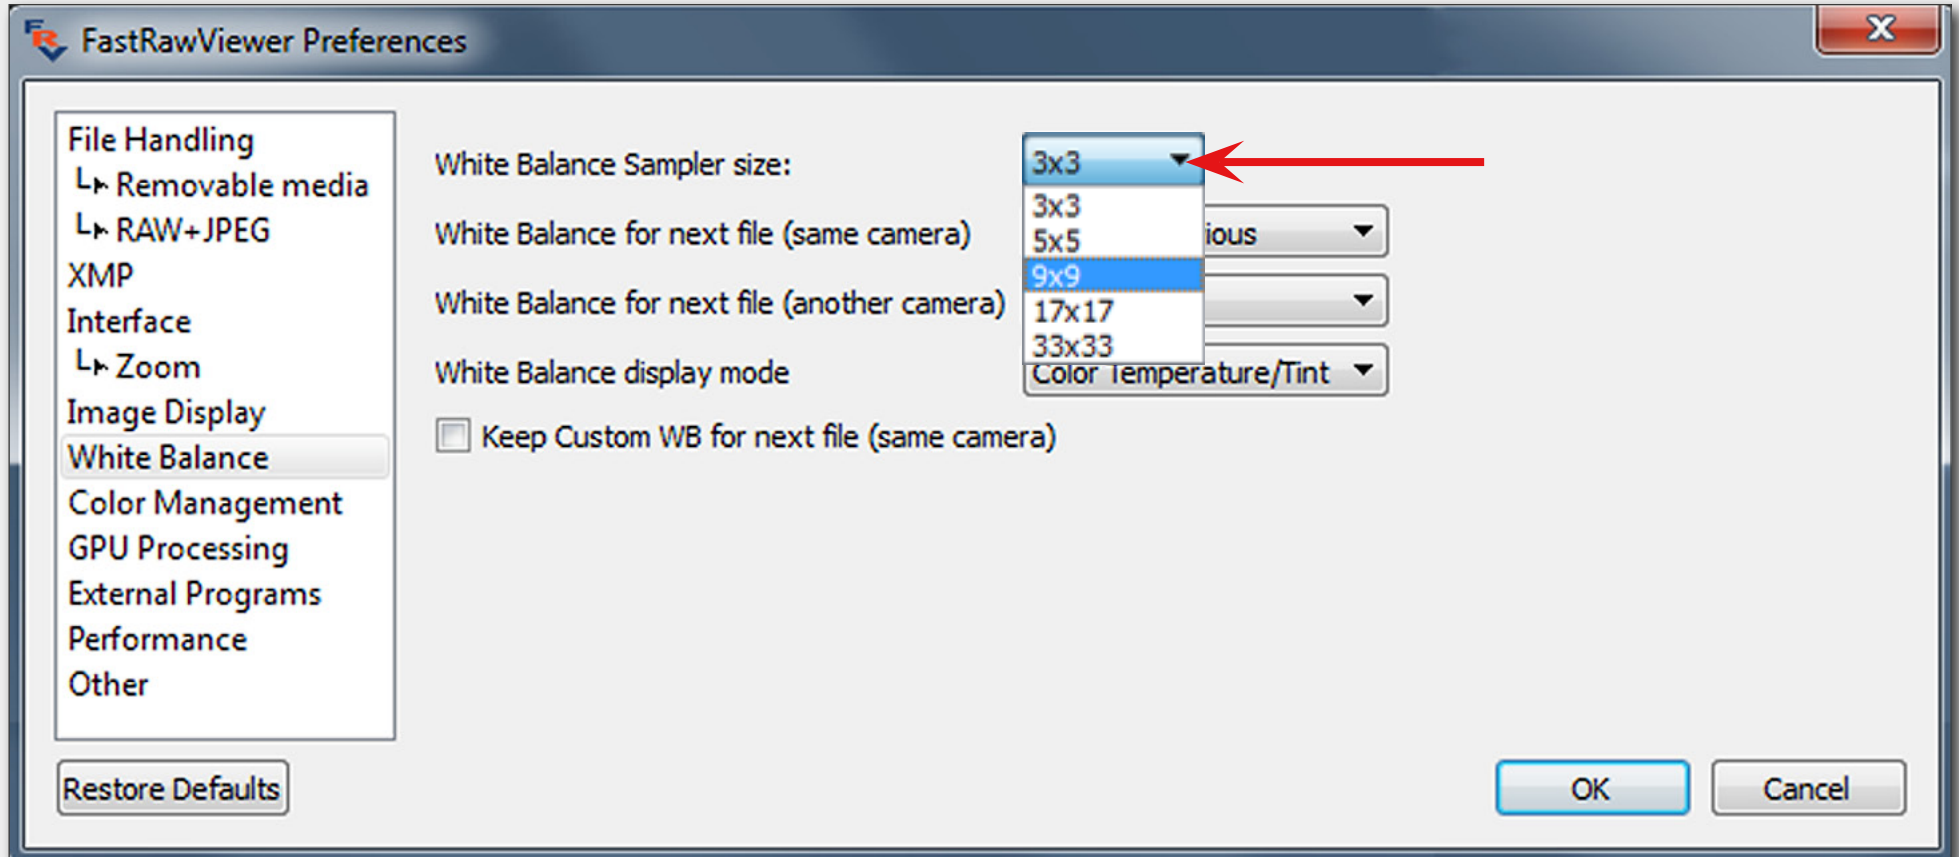 FastRawViewer Preferences
File Handling
Removable media
RAW+JPEG
XMP
Interface
Zoom
Image Display
White Balance
Color Management
GPU Processing
External Programs
Performance
Other
Restore Defaults
White Balance Sampler size:
3x3
3x3
5x5
9x9
17x17
33x33
White Balance for next file (same camera)
White Balance for next file (another camera)
White Balance display mode
Color Temperature/Tint
Keep Custom WB for next file (same camera)
OK
Cancel